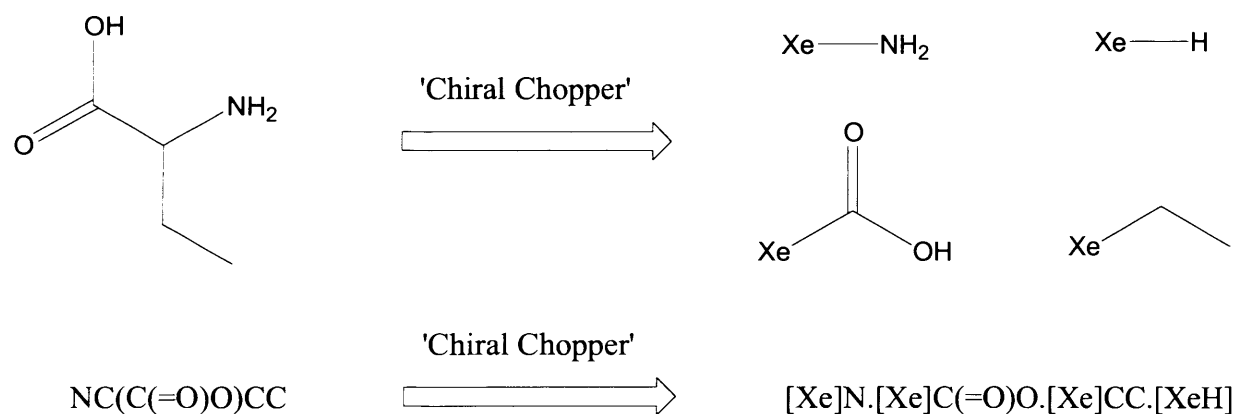 OH
O
NH2
'Chiral Chopper'
Xe NH2
Xe H
O
Xe OH
Xe
'Chiral Chopper'
NC(C(=O)O)CC
[Xe]N.[Xe]C(=O)O.[Xe]CC.[XeH]